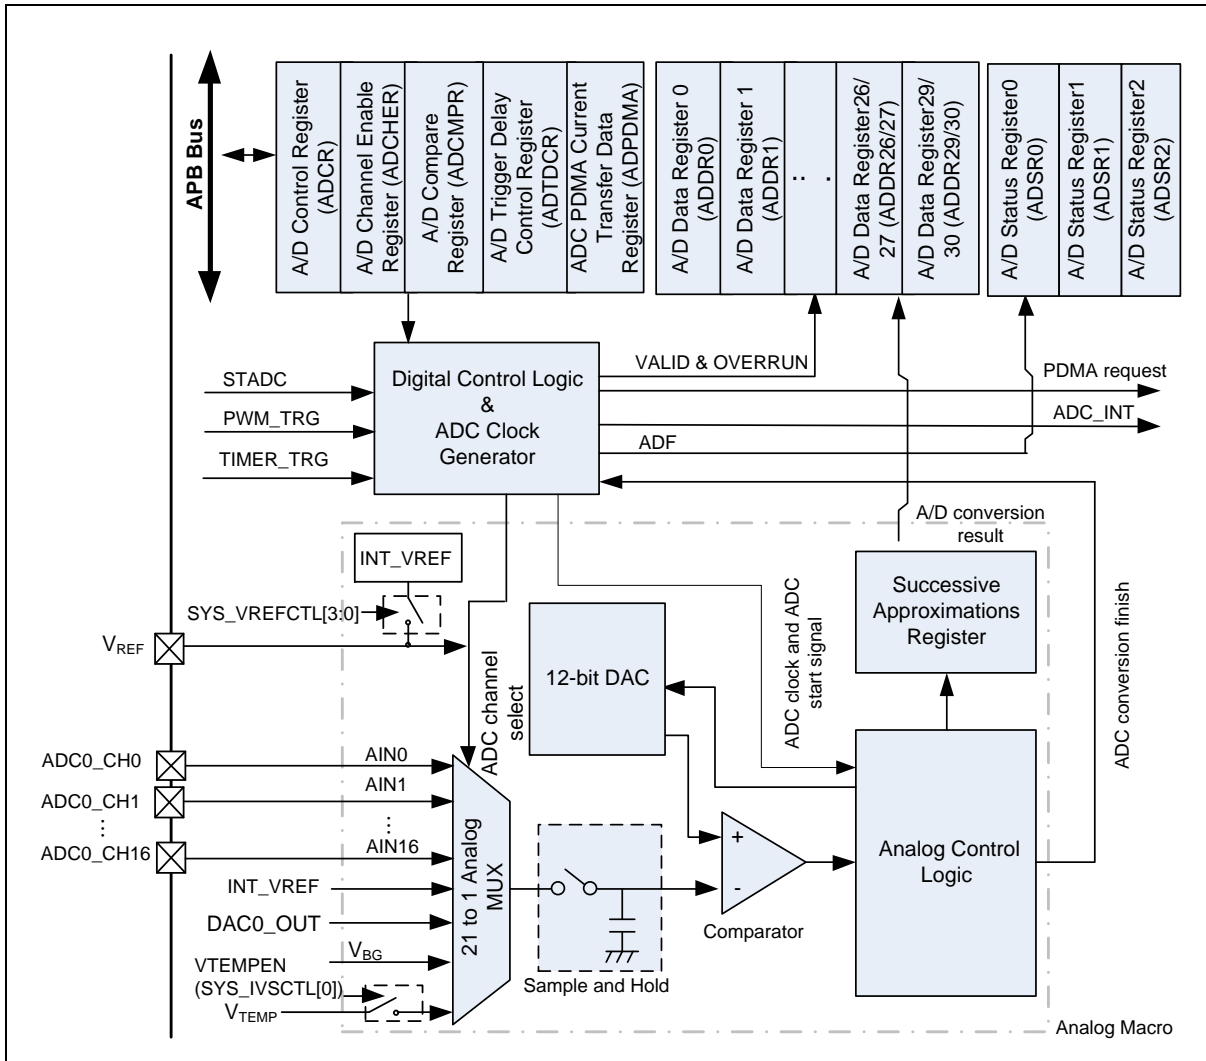 APB Bus
A/D Control Register
(ADCR)
A/D Channel Enable
Register (ADCHER)
A/D Compare
Register (ADCMPR)
A/D Trigger Delay
Control Register
(ADTDCR)
ADC PDMA Current
Transfer Data
Register (ADPDMA)
A/D Data Register 0
(ADDR0)
A/D Data Register 1
(ADDR1)
:: .
A/D Data Register26/
27 (ADDR26/27)
A/D Data Register29/
30 (ADDR29/30)
A/D Status Register0
(ADSR0)
A/D Status Register1
(ADSR1)
A/D Status Register2
(ADSR2)
STADC
PWM_TRG
TIMER_TRG
Digital Control Logic
&
ADC Clock
Generator
VALID & OVERRUN
PDMA request
ADC_INT
ADF
A/D conversion
result
INT_VREF
SYS_VREFCTL[3:0]
VREF
ADC channel
select
12-bit DAC
ADC clock and ADC
start signal
Successive
Approximations
Register
ADC conversion finish
ADC0_CH0
AIN0
ADC0_CH1
AIN1
⋮
⋮
ADC0_CH16
AIN16
INT_VREF
DAC0_OUT
VBG
VTEMPEN
(SYS_IVSCTL[0])
VTEMP
21 to 1 Analog
MUX
Sample and Hold
+
-
Comparator
Analog Control
Logic
Analog Macro